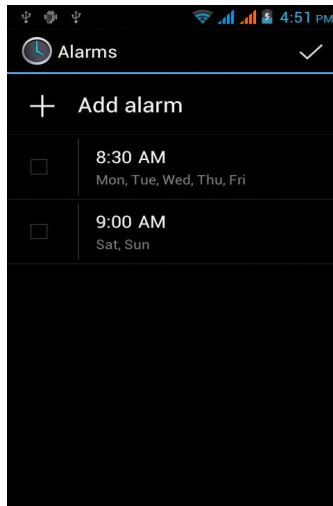 4:51 PM
Alarms
Add alarm
8:30 AM
Mon, Tue, Wed, Thu, Fri
9:00 AM
Sat, Sun